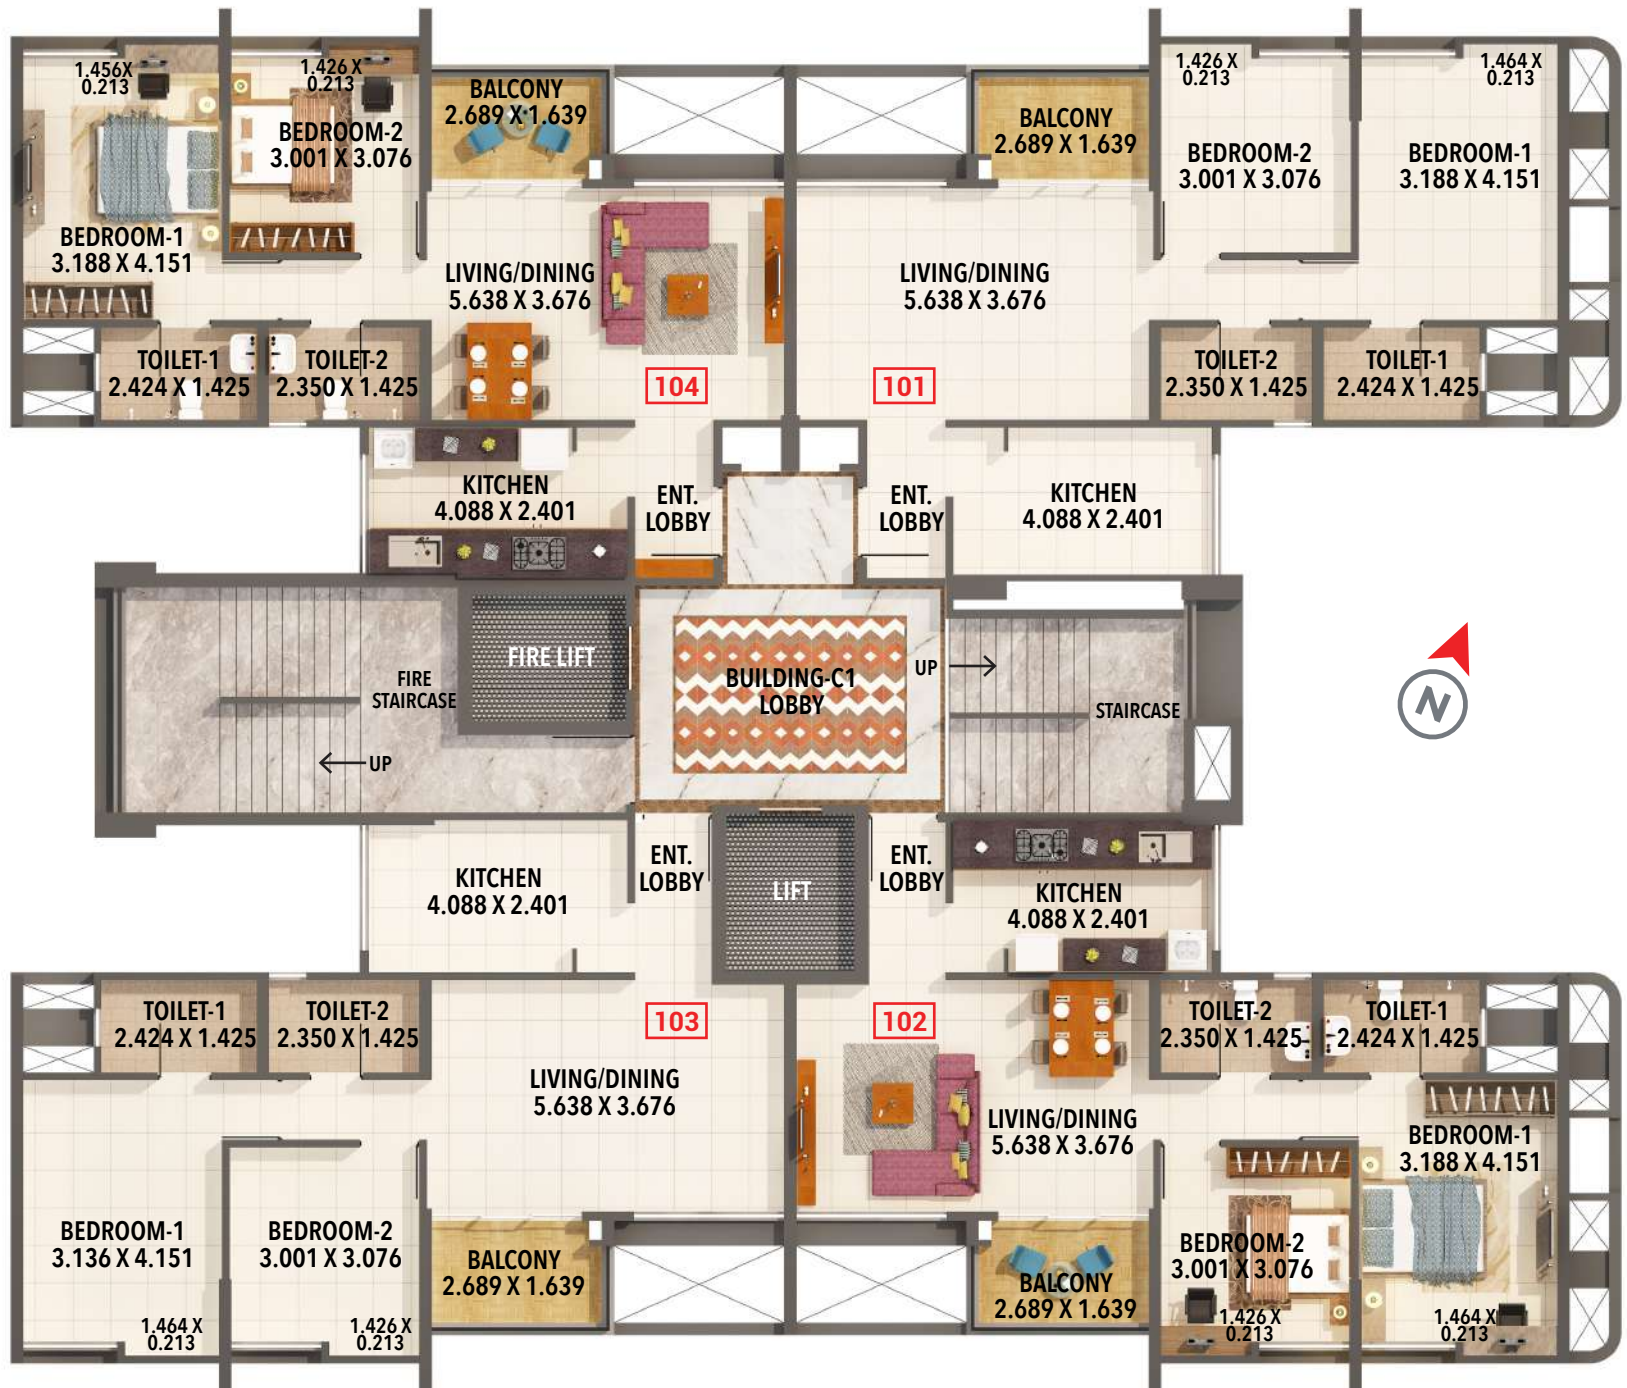 1.456X
0.213
BEDROOM-1
3.188 X 4.151
1.426 X
0.213
BEDROOM-2
3.001 X 3.076
BALCONY
2.689 X 1.639
LIVING/DINING
5.638 X 3.676
TOILET-1
2.424 X 1.425
TOILET-2
2.350 X 1.425
104
KITCHEN
4.088 X 2.401
ENT.
LOBBY
BALCONY
2.689 X 1.639
1.426 X
0.213
BEDROOM-2
3.001 X 3.076
1.464 X
0.213
BEDROOM-1
3.188 X 4.151
LIVING/DINING
5.638 X 3.676
101
TOILET-2
2.350 X 1.425
TOILET-1
2.424 X 1.425
ENT.
LOBBY
KITCHEN
4.088 X 2.401
FIRE
STAIRCASE
UP
FIRE LIFT
BUILDING-C1
LOBBY
UP
STAIRCASE
N
KITCHEN
4.088 X 2.401
ENT.
LOBBY
LIFT
ENT.
LOBBY
KITCHEN
4.088 X 2.401
TOILET-1
2.424 X 1.425
TOILET-2
2.350 X 1.425
103
LIVING/DINING
5.638 X 3.676
BEDROOM-1
3.136 X 4.151
1.464 X
0.213
BEDROOM-2
3.001 X 3.076
1.426 X
0.213
BALCONY
2.689 X 1.639
102
TOILET-2
2.350 X 1.425
TOILET-1
2.424 X 1.425
LIVING/DINING
5.638 X 3.676
BEDROOM-1
3.188 X 4.151
BEDROOM-2
3.001 X 3.076
BALCONY
2.689 X 1.639
1.426 X
0.213
1.464 X
0.213